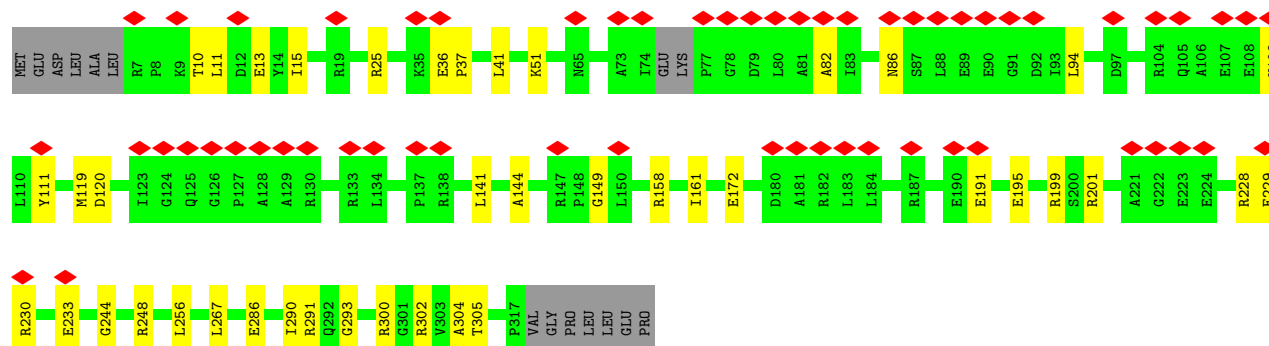 MET GLU ASP LEU ALA LEU R7 P8 K9 T10 L11 D12 E13 Y14 I15 R19 R25 K35 E36 P37 L41 K51 N65 A73 I74 GLU LYS P77 G78 D79 L80 A81 A82 I83 N86 S87 L88 E89 E90 G91 D92 I93 L94 D97 R104 Q105 A106 E107 E108
L110 Y111 M119 D120 I123 G124 Q125 G126 P127 A128 A129 R130 R133 L134 P137 R138 L141 A144 R147 P148 G149 L150 R158 I161 E172 D180 A181 R182 L183 L184 R187 E190 E191 E195 R199 S200 R201 A221 G222 E223 E224 R228
R230 E233 G244 R248 L256 L267 E286 I290 R291 Q292 G293 R300 G301 R302 V303 A304 T305 P317 VAL GLY PRO LEU LEU GLU PRO